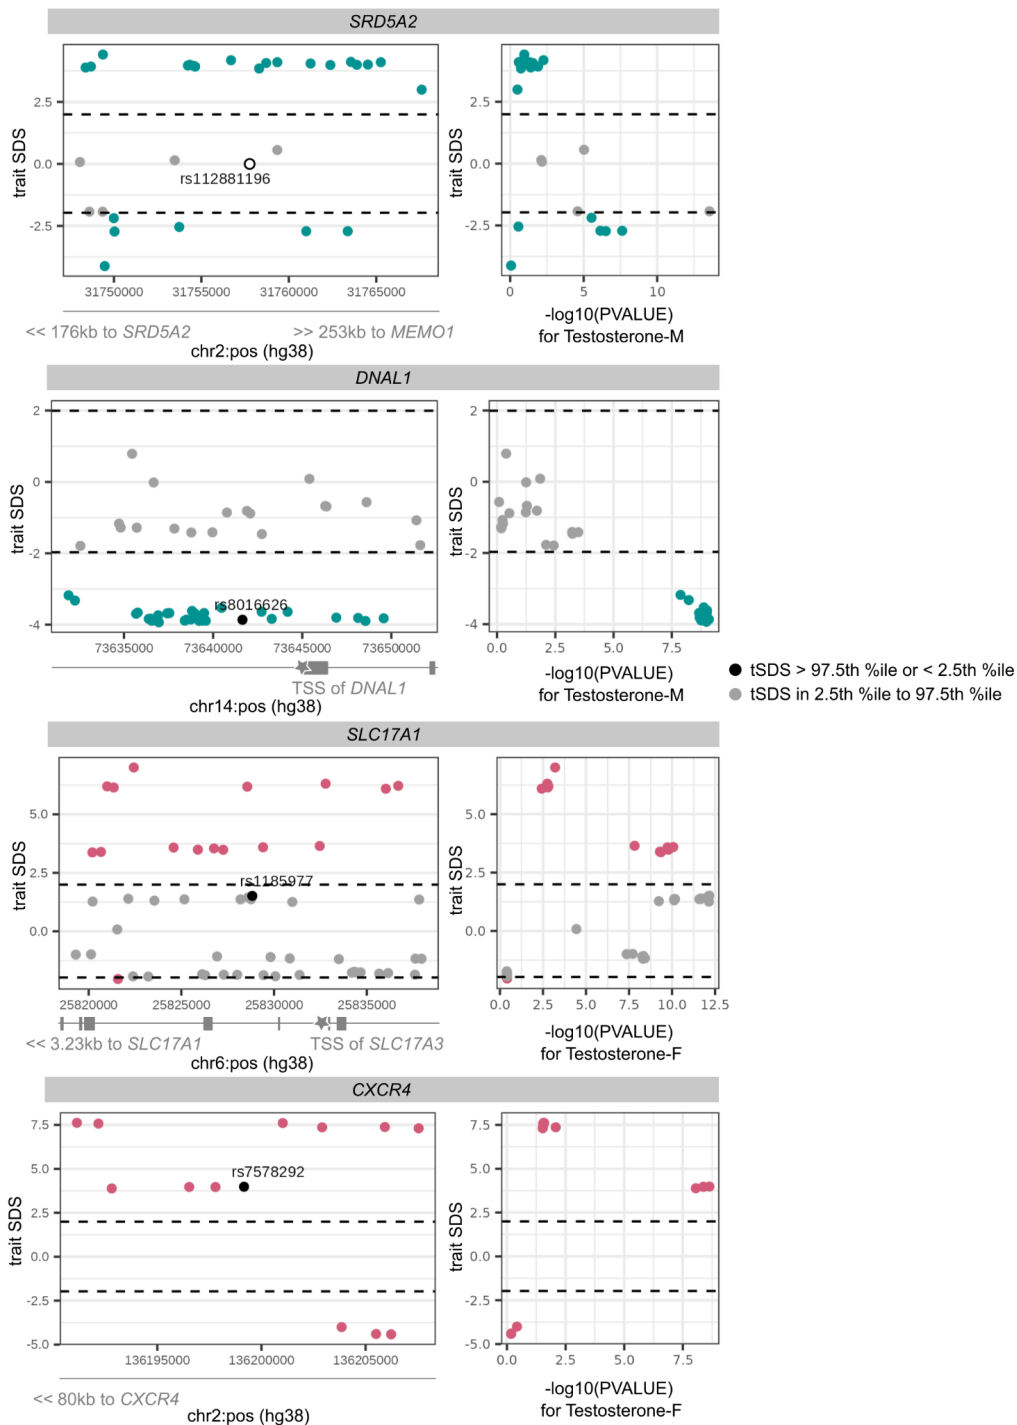 SRD5A2
trait SDS
2.5
0.0
-2.5
rs112881196
31750000 31755000 31760000 31765000
<< 176kb to SRD5A2 >> 253kb to MEMO1
chr2:pos (hg38)
trait SDS
2.5
0.0
-2.5
0 5 10
-log10(PVALUE)
for Testosterone-M
DNAL1
trait SDS
2
0
-2
-4
rs8016626
73635000 73640000 73645000 73650000
TSS of DNAL1
chr14:pos (hg38)
trait SDS
2
0
-2
-4
0.0 2.5 5.0 7.5
-log10(PVALUE)
for Testosterone-M
tSDS > 97.5th %ile or < 2.5th %ile
tSDS in 2.5th %ile to 97.5th %ile
SLC17A1
trait SDS
5.0
2.5
0.0
rs1185977
25820000 25825000 25830000 25835000
<< 3.23kb to SLC17A1 TSS of SLC17A3
chr6:pos (hg38)
trait SDS
5.0
2.5
0.0
0.0 2.5 5.0 7.5 10.0 12.5
-log10(PVALUE)
for Testosterone-F
CXCR4
trait SDS
7.5
5.0
2.5
0.0
-2.5
-5.0
rs7578292
136195000 136200000 136205000
<< 80kb to CXCR4
chr2:pos (hg38)
trait SDS
7.5
5.0
2.5
0.0
-2.5
-5.0
0.0 2.5 5.0 7.5
-log10(PVALUE)
for Testosterone-F